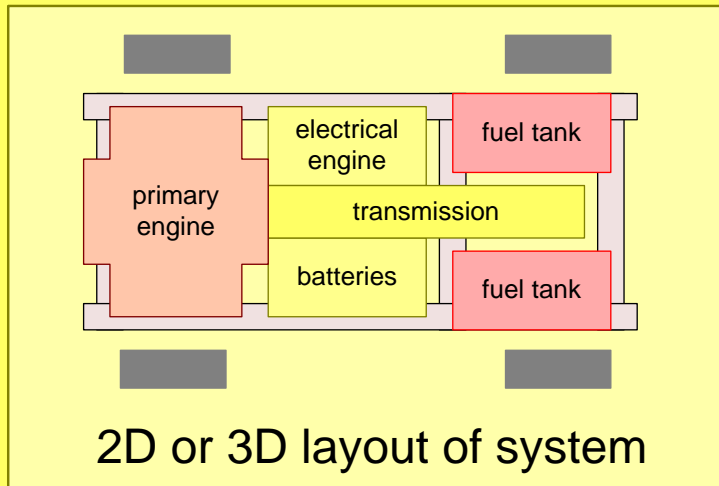 electrical
engine
fuel tank
primary
engine
transmission
batteries
fuel tank
2D or 3D layout of system